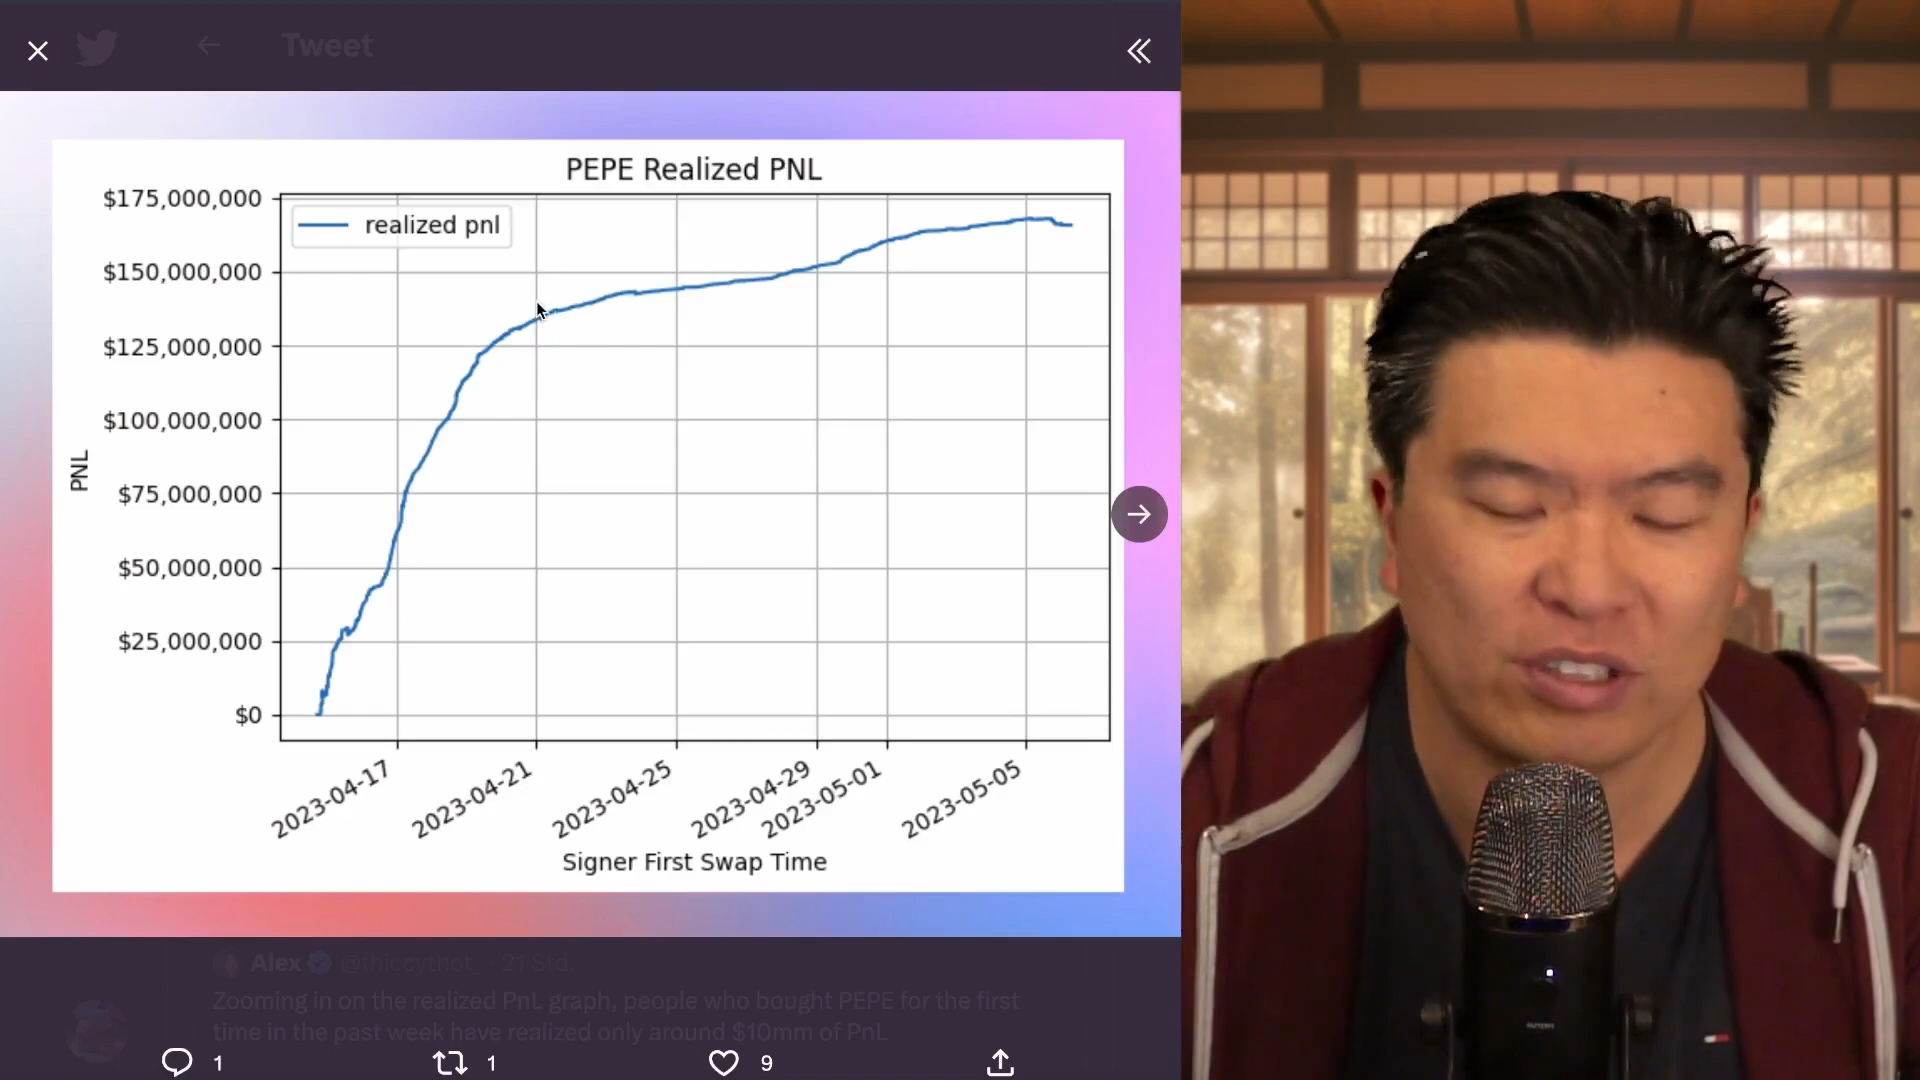 Tweet
PEPE Realized PNL
realized pnl
$175,000,000
$150,000,000
$125,000,000
$100,000,000
$75,000,000
$50,000,000
$25,000,000
$0
PNL
2023-04-17
2023-04-21
2023-04-25
2023-04-29
2023-05-01
2023-05-05
Signer First Swap Time
Alex @thiccythot_ · 21 Std.
Zooming in on the realized PnL graph, people who bought PEPE for the first
time in the past week have realized only around $10mm of PnL
1
1
9